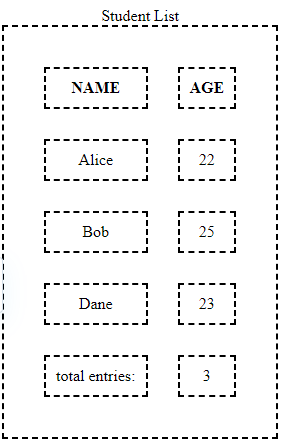 Student List
NAME AGE
Alice 22
Bob 25
Dane 23
total entries: 3